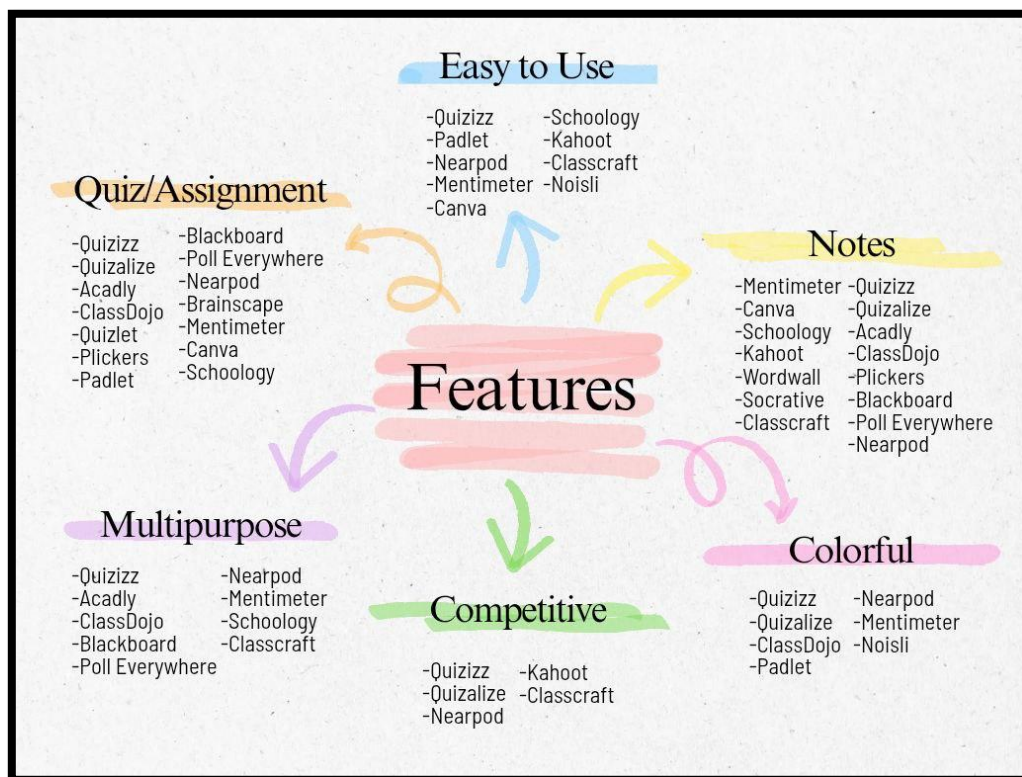 Easy to Use
-Quizizz
-Padlet
-Nearpod
-Mentimeter
-Canva
-Schoology
-Kahoot
-Classcraft
-Noisli
Quiz/Assignment
-Quizizz
-Quizalize
-Acadly
-ClassDojo
-Quizlet
-Plickers
-Padlet
-Blackboard
-Poll Everywhere
-Nearpod
-Brainscape
-Mentimeter
-Canva
-Schoology
Notes
-Mentimeter
-Canva
-Schoology
-Kahoot
-Wordwall
-Socrative
-Classcraft
-Quizizz
-Quizalize
-Acadly
-ClassDojo
-Plickers
-Blackboard
-Poll Everywhere
-Nearpod
Features
Multipurpose
-Quizizz
-Acadly
-ClassDojo
-Blackboard
-Poll Everywhere
-Nearpod
-Mentimeter
-Schoology
-Classcraft
Competitive
-Quizizz
-Quizalize
-Nearpod
-Kahoot
-Classcraft
Colorful
-Quizizz
-Quizalize
-ClassDojo
-Padlet
-Nearpod
-Mentimeter
-Noisli